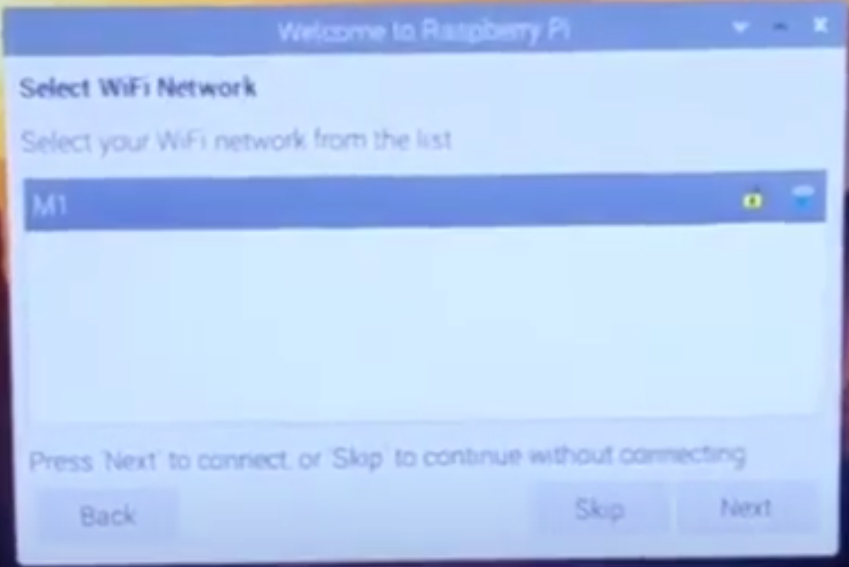 Welcome to Raspberry Pi
Select WiFi Network
Select your WiFi network from the list
M1
Press 'Next' to connect, or 'Skip' to continue without connecting
Back
Skip
Next